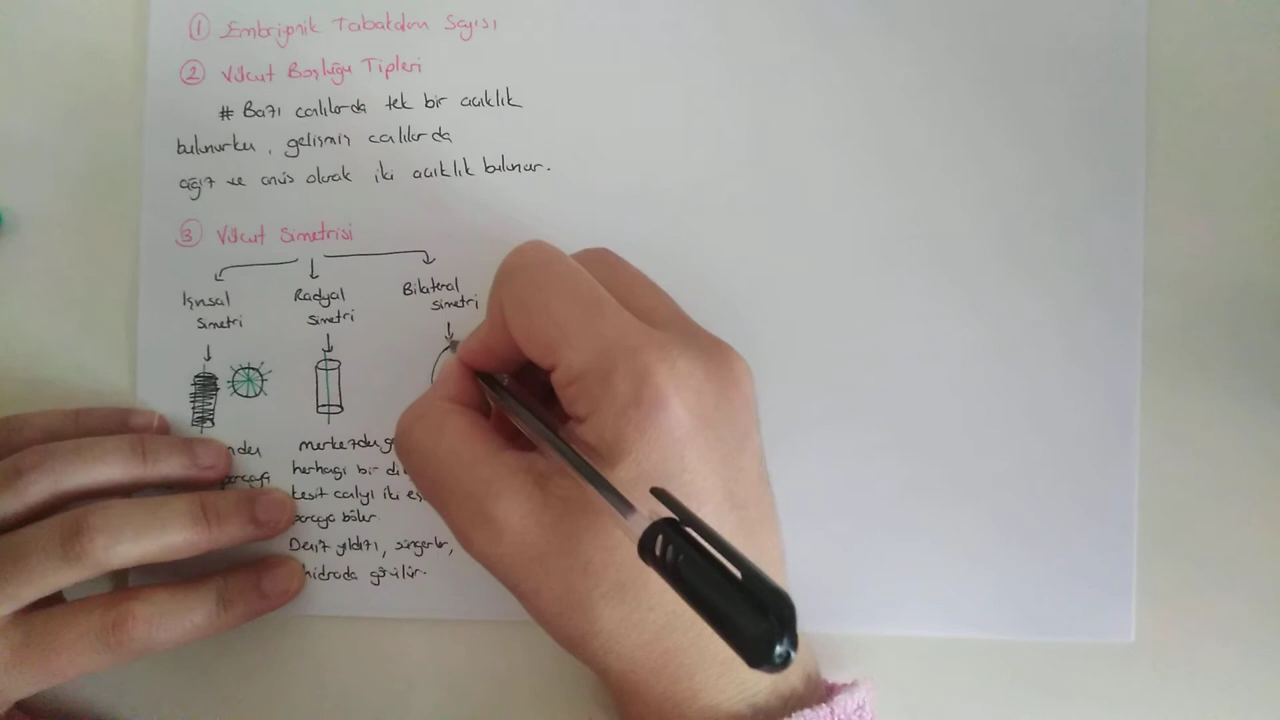 ① Embriyonik Tabakaların Sayısı
② Vücut Boşluğu Tipleri
# Bazı canlılarda tek bir açıklık
bulunurken, gelişmiş canlılarda
ağız ve anüs olarak iki açıklık bulunur.
③ Vücut Simetrisi
Işınsal
simetri
Radyal
simetri
Bilateral
simetri
merkezden
herhangi bir
kesit canlıyı iki eş
parçaya böler.
Deniz yıldızı, süngerler,
hidrada görülür.